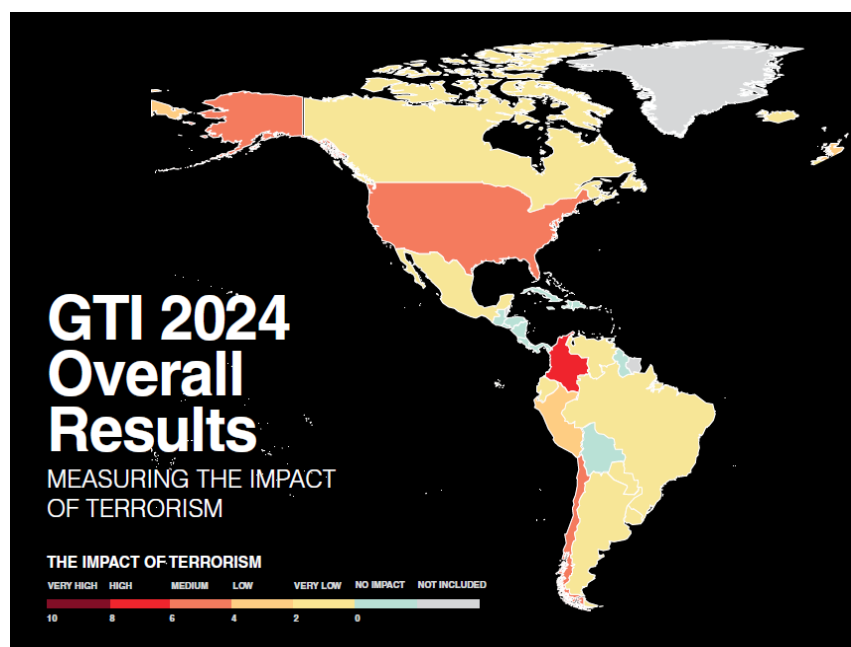 GTI 2024
Overall
Results
MEASURING THE IMPACT
OF TERRORISM
THE IMPACT OF TERRORISM
VERY HIGH HIGH MEDIUM LOW VERY LOW NO IMPACT NOT INCLUDED
10 8 6 4 2 0